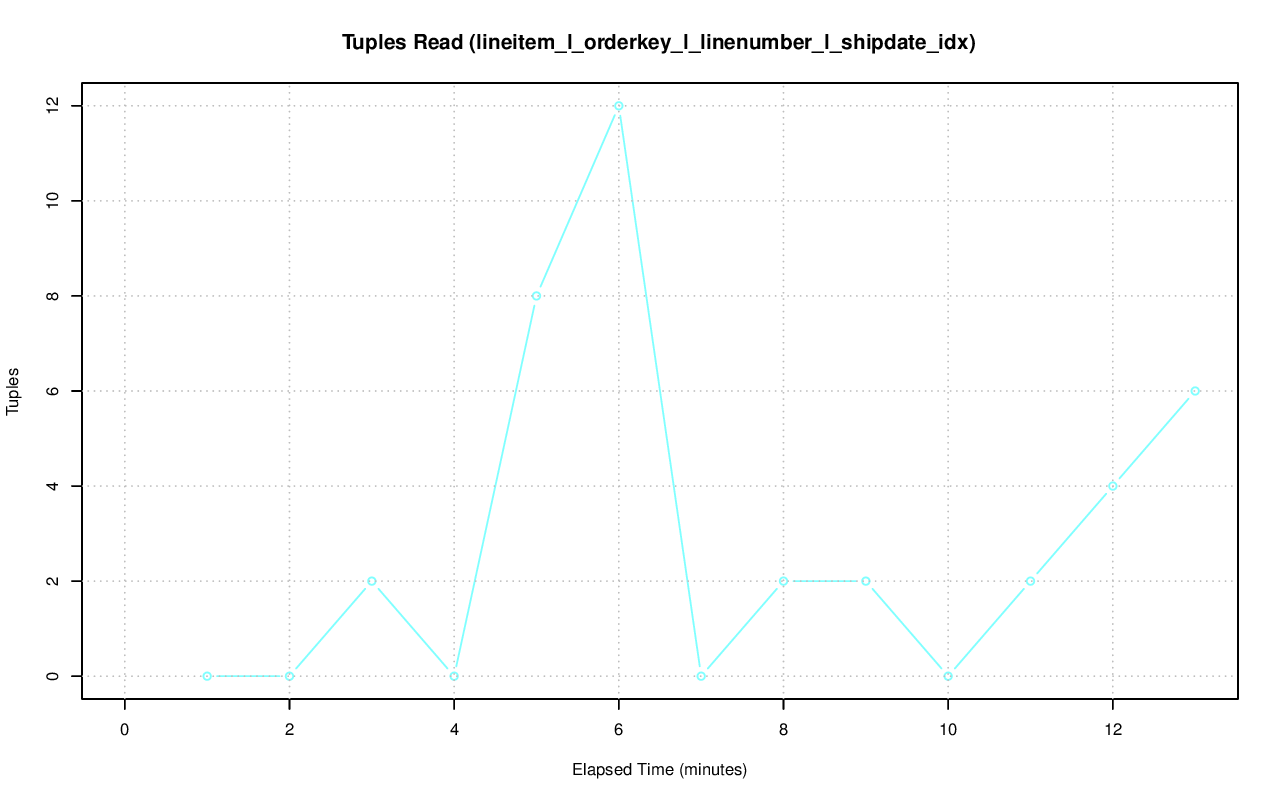 Tuples Read (lineitem_l_orderkey_l_linenumber_l_shipdate_idx)
12
10
8
6
4
2
0
Tuples
0 2 4 6 8 10 12
Elapsed Time (minutes)